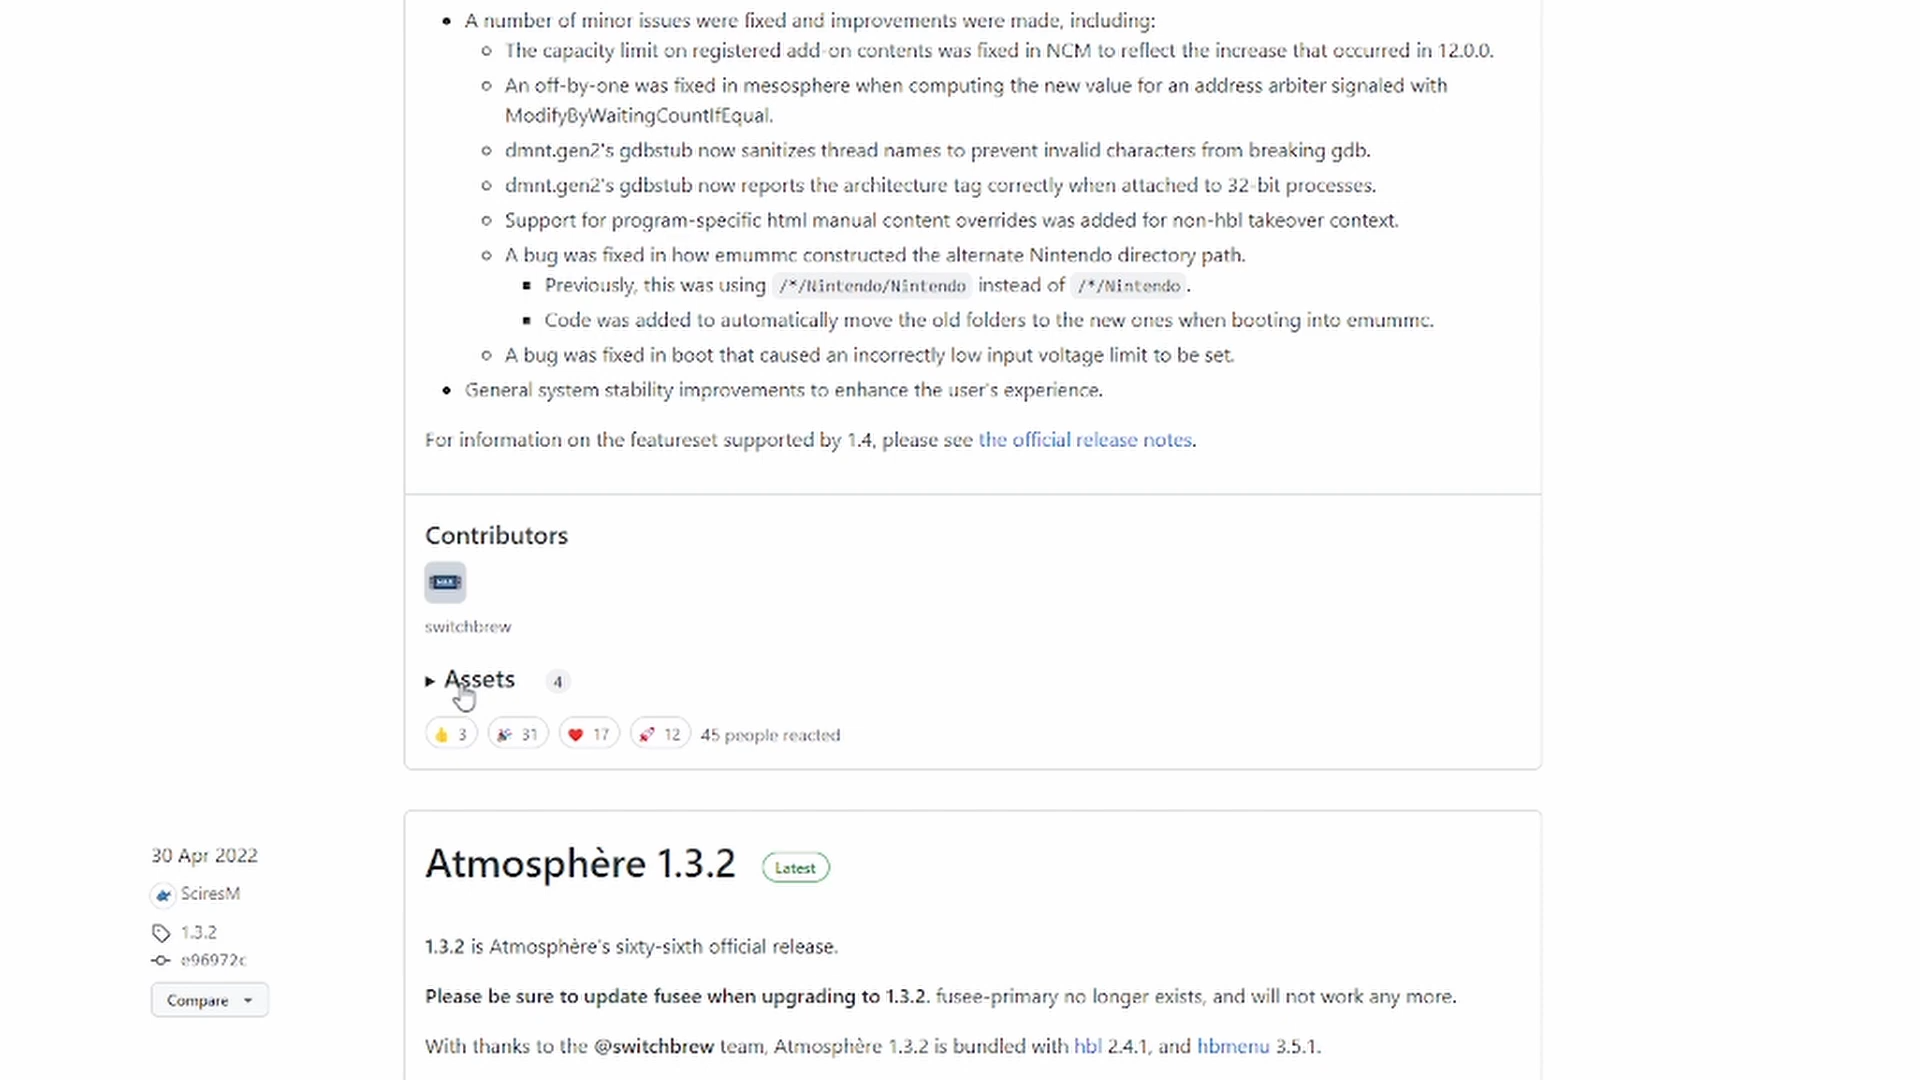 A number of minor issues were fixed and improvements were made, including:
The capacity limit on registered add-on contents was fixed in NCM to reflect the increase that occurred in 12.0.0.
An off-by-one was fixed in mesosphere when computing the new value for an address arbiter signaled with
ModifyByWaitingCountIfEqual.
dmnt.gen2's gdbstub now sanitizes thread names to prevent invalid characters from breaking gdb.
dmnt.gen2's gdbstub now reports the architecture tag correctly when attached to 32-bit processes.
Support for program-specific html manual content overrides was added for non-hbl takeover context.
A bug was fixed in how emummc constructed the alternate Nintendo directory path.
Previously, this was using /*/Nintendo/Nintendo instead of /*/Nintendo.
Code was added to automatically move the old folders to the new ones when booting into emummc.
A bug was fixed in boot that caused an incorrectly low input voltage limit to be set.
General system stability improvements to enhance the user's experience.
For information on the featureset supported by 1.4, please see the official release notes.
Contributors
switchbrew
Assets 4
3 31 17 12 45 people reacted
30 Apr 2022
SciresM
1.3.2
e96972c
Compare
Atmosphère 1.3.2 Latest
1.3.2 is Atmosphère's sixty-sixth official release.
Please be sure to update fusee when upgrading to 1.3.2. fusee-primary no longer exists, and will not work any more.
With thanks to the @switchbrew team, Atmosphère 1.3.2 is bundled with hbl 2.4.1, and hbmenu 3.5.1.